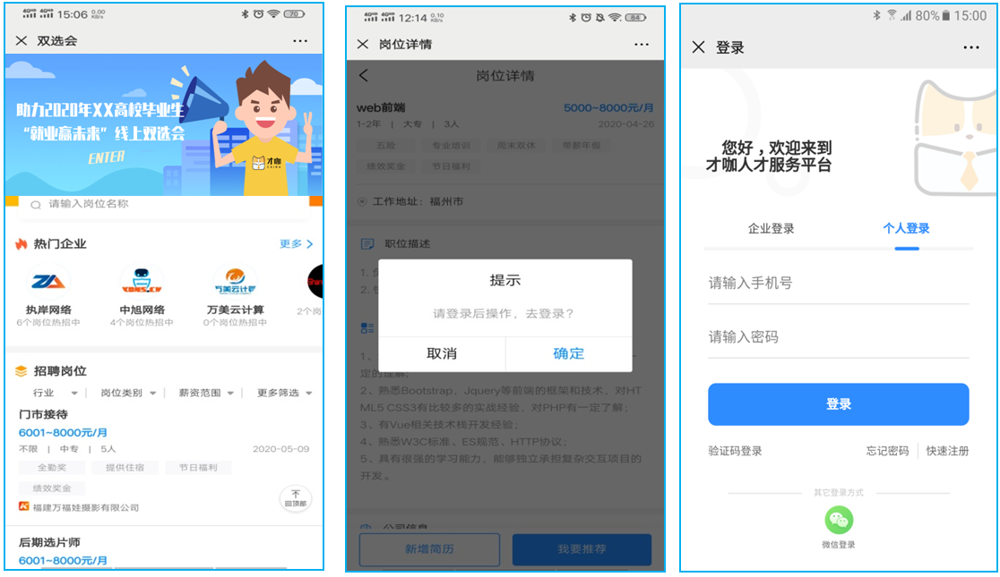 15:06
0.00
KB/s
70
双选会
助力2020年XX高校毕业生
“就业赢未来”线上双选会
ENTER
才咖
请输入岗位名称
热门企业
更多
执岸网络
中旭网络
万美云计算
6个岗位热招中
4个岗位热招中
0个岗位热招中
2个岗
招聘岗位
行业
岗位类别
薪资范围
更多筛选
门市接待
6001~8000元/月
不限 | 中专 | 5人
2020-05-09
全勤奖
提供住宿
节日福利
绩效奖金
回顶部
福建万福娃摄影有限公司
后期选片师
6001~8000元/月
12:14
0.10
KB/s
84
岗位详情
岗位详情
web前端
5000~8000元/月
1-2年 | 大专 | 3人
2020-04-26
五险
专业培训
周末双休
带薪年假
绩效奖金
节日福利
工作地址：福州市
职位描述
1.
2.
提示
请登录后操作，去登录？
取消
确定
1、
定的理解；
2、熟悉Bootstrap，Jquery等前端的框架和技术，对HT
ML5 CSS3有比较多的实战经验，对PHP有一定了解；
3、有Vue相关技术栈开发经验；
4、熟悉W3C标准、ES规范、HTTP协议；
5、具有很强的学习能力，能够独立承担复杂交互项目的
开发。
公司信息
新增简历
我要推荐
80%
15:00
登录
您好，欢迎来到
才咖人才服务平台
企业登录
个人登录
请输入手机号
请输入密码
登录
验证码登录
忘记密码
快速注册
其它登录方式
微信登录